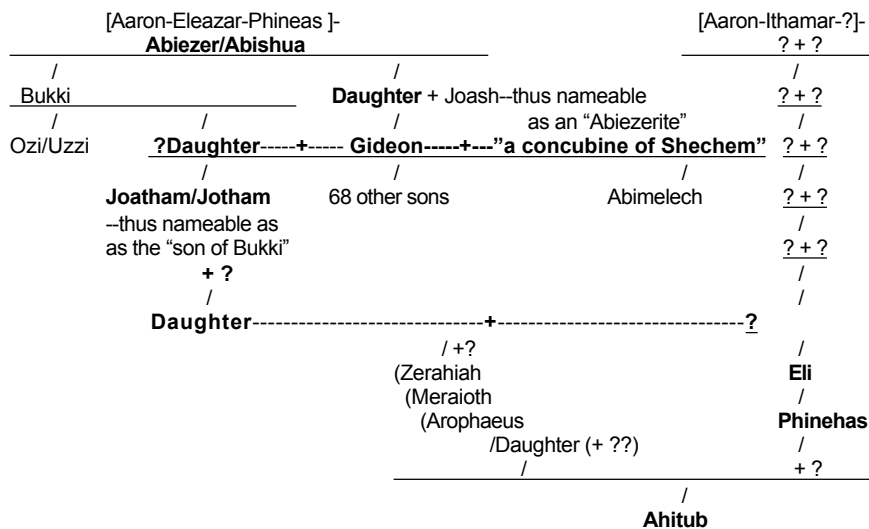 [Aaron-Eleazar-Phineas ]- [Aaron-Ithamar-?]-
Abiezer/Abishua ? + ?
/ / /
Bukki Daughter + Joash--thus nameable ? + ?
/ / / as an “Abiezerite” /
Ozi/Uzzi ?Daughter-----+----- Gideon-----+---”a concubine of Shechem” ? + ?
/ / / /
Joatham/Jotham 68 other sons Abimelech ? + ?
--thus nameable as /
as the “son of Bukki” ? + ?
+ ? /
/ /
Daughter------------------------------+--------------------------------?
/ +? /
(Zerahiah Eli
(Meraioth /
(Arophaeus Phinehas
/Daughter (+ ??) /
/ + ?
/
Ahitub